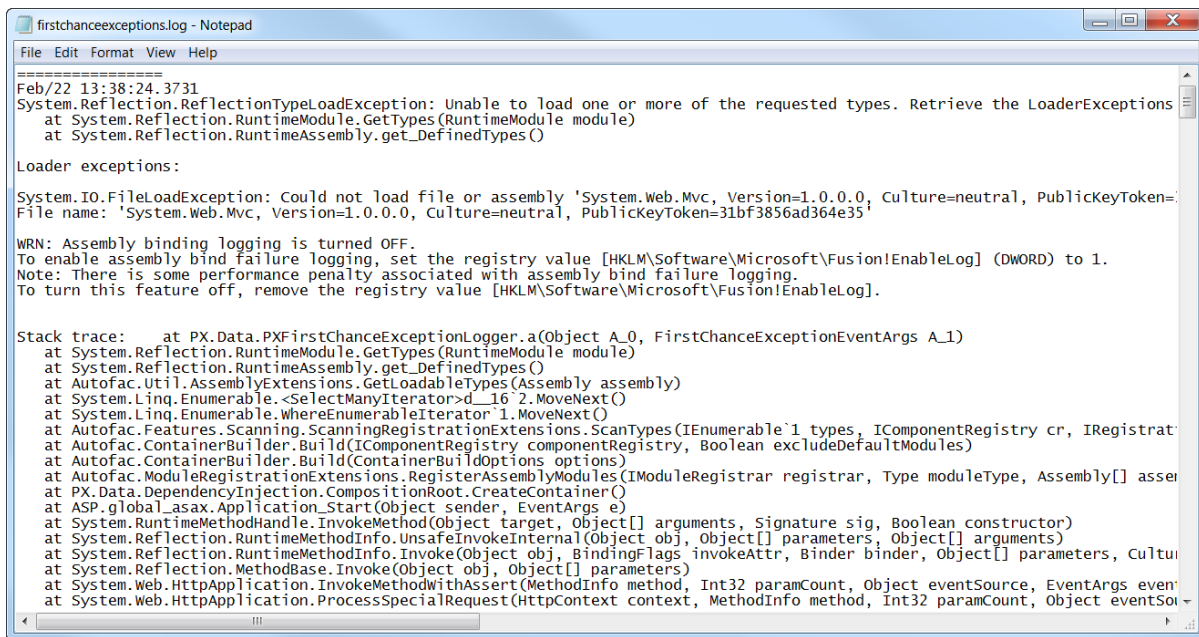 firstchanceexceptions.log - Notepad
File Edit Format View Help
================
Feb/22 13:38:24.3731
System.Reflection.ReflectionTypeLoadException: Unable to load one or more of the requested types. Retrieve the LoaderExceptions
   at System.Reflection.RuntimeModule.GetTypes(RuntimeModule module)
   at System.Reflection.RuntimeAssembly.get_DefinedTypes()
Loader exceptions:
System.IO.FileLoadException: Could not load file or assembly 'System.Web.Mvc, Version=1.0.0.0, Culture=neutral, PublicKeyToken=
File name: 'System.Web.Mvc, Version=1.0.0.0, Culture=neutral, PublicKeyToken=31bf3856ad364e35'
WRN: Assembly binding logging is turned OFF.
To enable assembly bind failure logging, set the registry value [HKLM\Software\Microsoft\Fusion!EnableLog] (DWORD) to 1.
Note: There is some performance penalty associated with assembly bind failure logging.
To turn this feature off, remove the registry value [HKLM\Software\Microsoft\Fusion!EnableLog].
Stack trace:    at PX.Data.PXFirstChanceExceptionLogger.a(Object A_0, FirstChanceExceptionEventArgs A_1)
   at System.Reflection.RuntimeModule.GetTypes(RuntimeModule module)
   at System.Reflection.RuntimeAssembly.get_DefinedTypes()
   at Autofac.Util.AssemblyExtensions.GetLoadableTypes(Assembly assembly)
   at System.Linq.Enumerable.<SelectManyIterator>d__16`2.MoveNext()
   at System.Linq.Enumerable.WhereEnumerableIterator`1.MoveNext()
   at Autofac.Features.Scanning.ScanningRegistrationExtensions.ScanTypes(IEnumerable`1 types, IComponentRegistry cr, IRegistrat
   at Autofac.ContainerBuilder.Build(IComponentRegistry componentRegistry, Boolean excludeDefaultModules)
   at Autofac.ContainerBuilder.Build(ContainerBuildOptions options)
   at Autofac.ModuleRegistrationExtensions.RegisterAssemblyModules(IModuleRegistrar registrar, Type moduleType, Assembly[] assem
   at PX.Data.DependencyInjection.CompositionRoot.CreateContainer()
   at ASP.global_asax.Application_Start(Object sender, EventArgs e)
   at System.RuntimeMethodHandle.InvokeMethod(Object target, Object[] arguments, Signature sig, Boolean constructor)
   at System.Reflection.RuntimeMethodInfo.UnsafeInvokeInternal(Object obj, Object[] parameters, Object[] arguments)
   at System.Reflection.RuntimeMethodInfo.Invoke(Object obj, BindingFlags invokeAttr, Binder binder, Object[] parameters, Cultu
   at System.Reflection.MethodBase.Invoke(Object obj, Object[] parameters)
   at System.Web.HttpApplication.InvokeMethodWithAssert(MethodInfo method, Int32 paramCount, Object eventSource, EventArgs even
   at System.Web.HttpApplication.ProcessSpecialRequest(HttpContext context, MethodInfo method, Int32 paramCount, Object eventSou